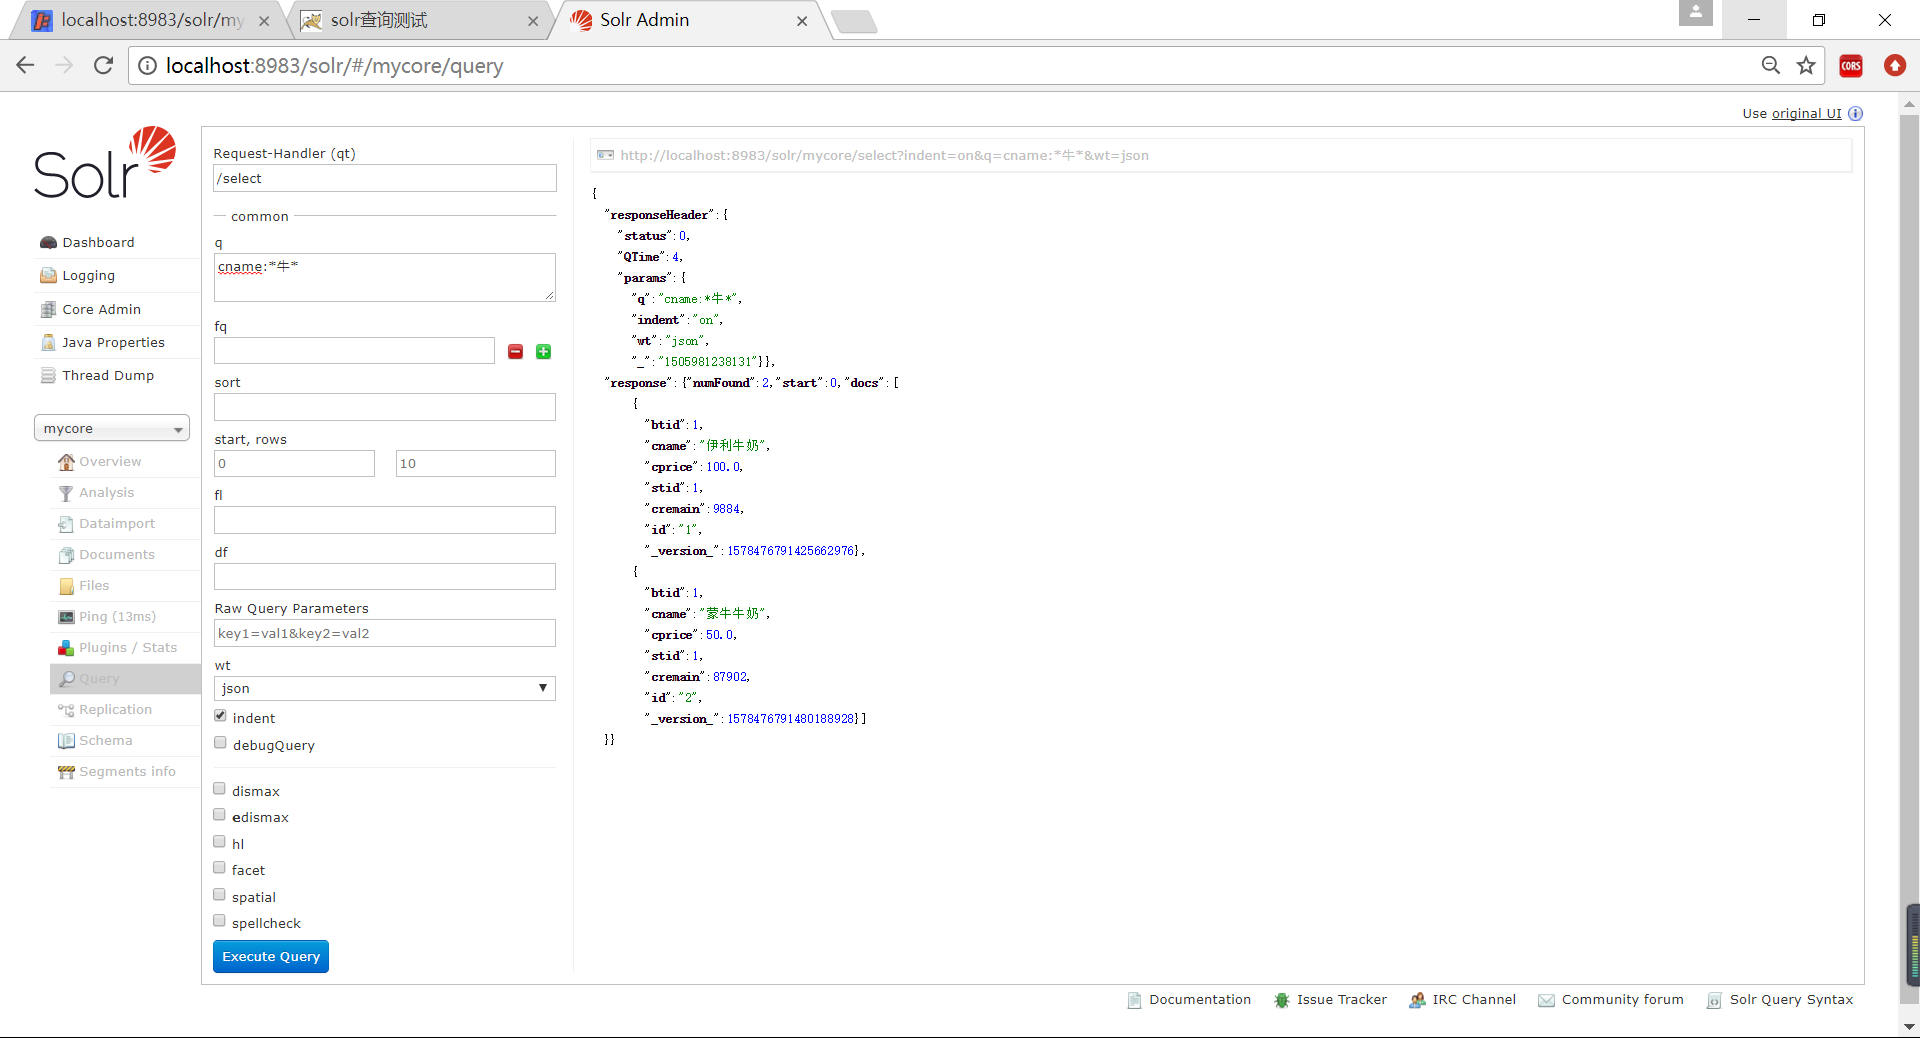 localhost:8983/solr/my
solr查询测试
Solr Admin
localhost:8983/solr/#/mycore/query
CORS
Use original UI
Solr
Dashboard
Logging
Core Admin
Java Properties
Thread Dump
mycore
Overview
Analysis
Dataimport
Documents
Files
Ping (13ms)
Plugins / Stats
Query
Replication
Schema
Segments info
Request-Handler (qt)
/select
common
q
cname:*牛*
fq
sort
start, rows
0 10
fl
df
Raw Query Parameters
key1=val1&key2=val2
wt
json
indent
debugQuery
dismax
edismax
hl
facet
spatial
spellcheck
Execute Query
http://localhost:8983/solr/mycore/select?indent=on&q=cname:*牛*&wt=json
{
"responseHeader":{
"status":0,
"QTime":4,
"params":{
"q":"cname:*牛*",
"indent":"on",
"wt":"json",
"_":"1505981238131"}},
"response":{"numFound":2,"start":0,"docs":[
{
"btid":1,
"cname":"伊利牛奶",
"cprice":100.0,
"stid":1,
"cremain":9884,
"id":"1",
"_version_":1578476791425662976},
{
"btid":1,
"cname":"蒙牛牛奶",
"cprice":50.0,
"stid":1,
"cremain":87902,
"id":"2",
"_version_":1578476791480188928}]
}}
Documentation Issue Tracker IRC Channel Community forum Solr Query Syntax